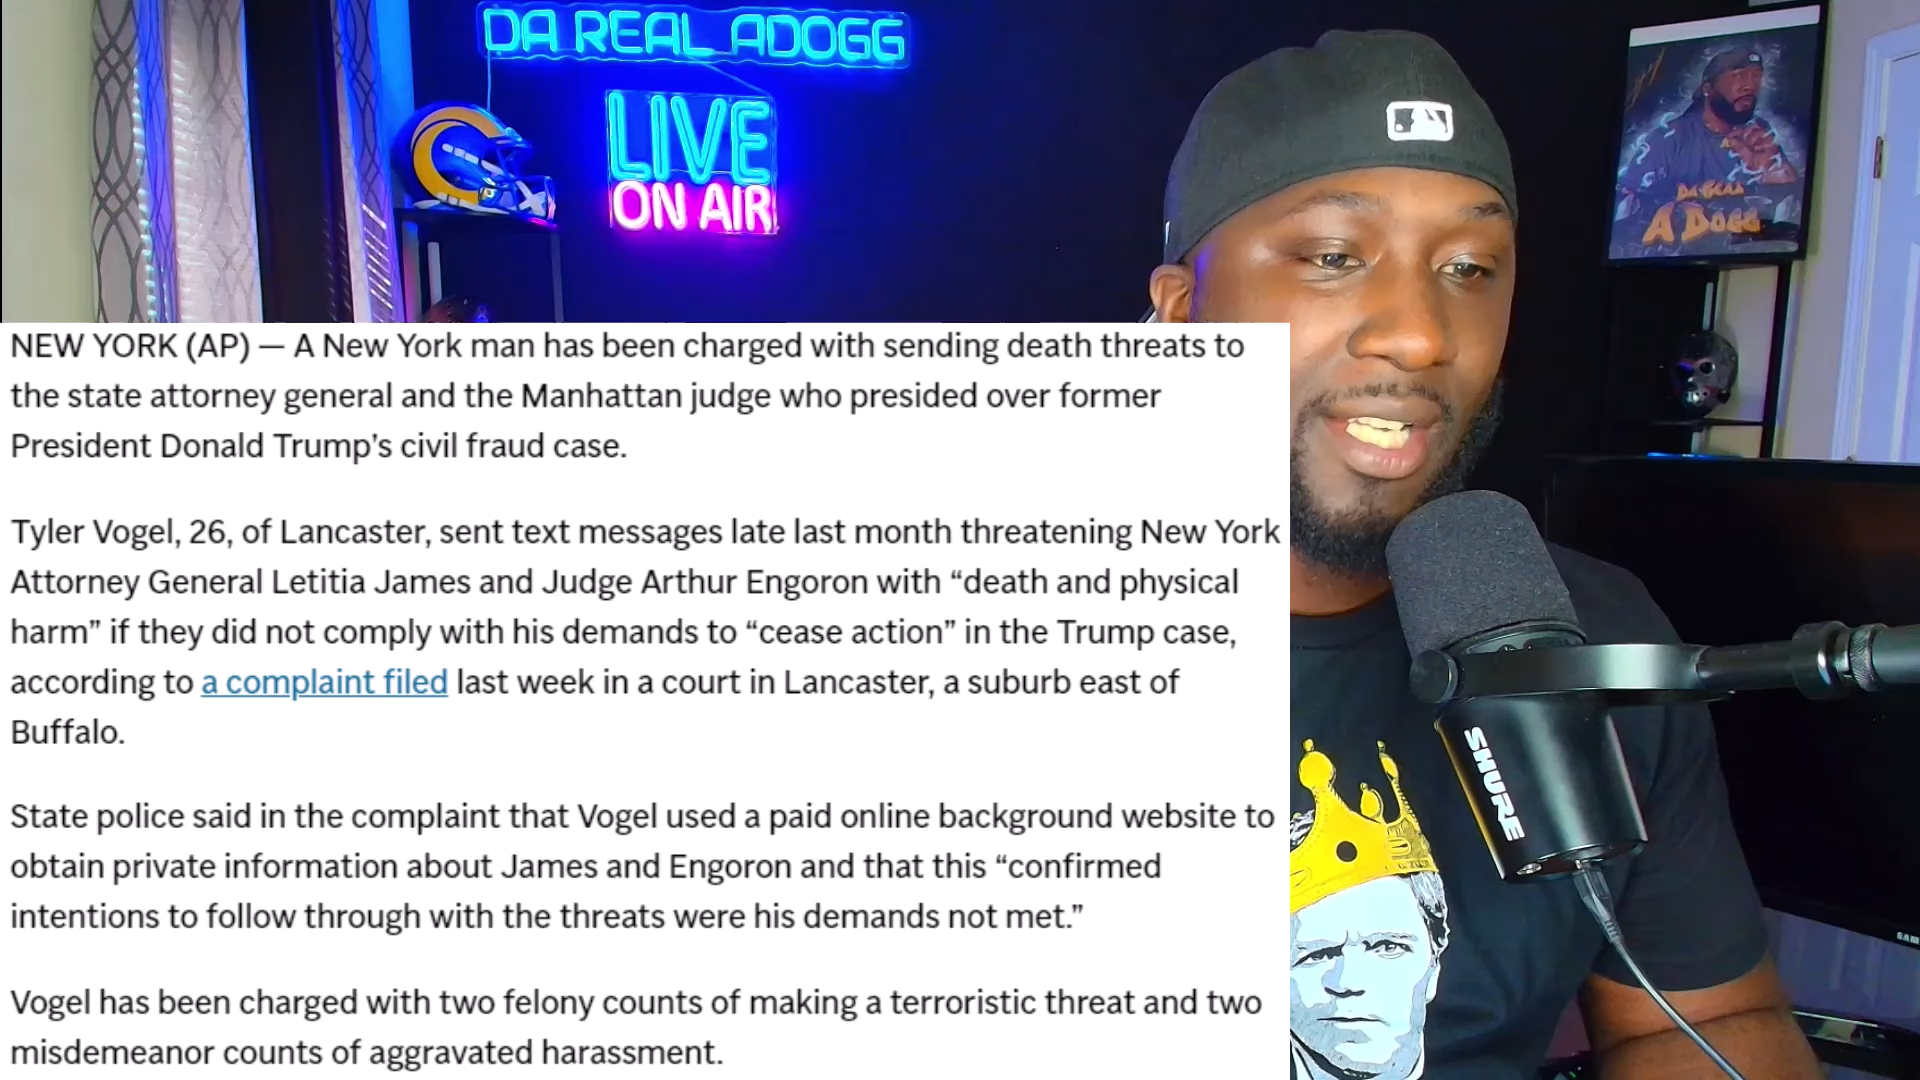 DA REAL ADOGG
LIVE
ON AIR
DA REAL
A DOGG
NEW YORK (AP) — A New York man has been charged with sending death threats to
the state attorney general and the Manhattan judge who presided over former
President Donald Trump’s civil fraud case.
Tyler Vogel, 26, of Lancaster, sent text messages late last month threatening New York
Attorney General Letitia James and Judge Arthur Engoron with “death and physical
harm” if they did not comply with his demands to “cease action” in the Trump case,
according to a complaint filed last week in a court in Lancaster, a suburb east of
Buffalo.
State police said in the complaint that Vogel used a paid online background website to
obtain private information about James and Engoron and that this “confirmed
intentions to follow through with the threats were his demands not met.”
Vogel has been charged with two felony counts of making a terroristic threat and two
misdemeanor counts of aggravated harassment.
SHURE